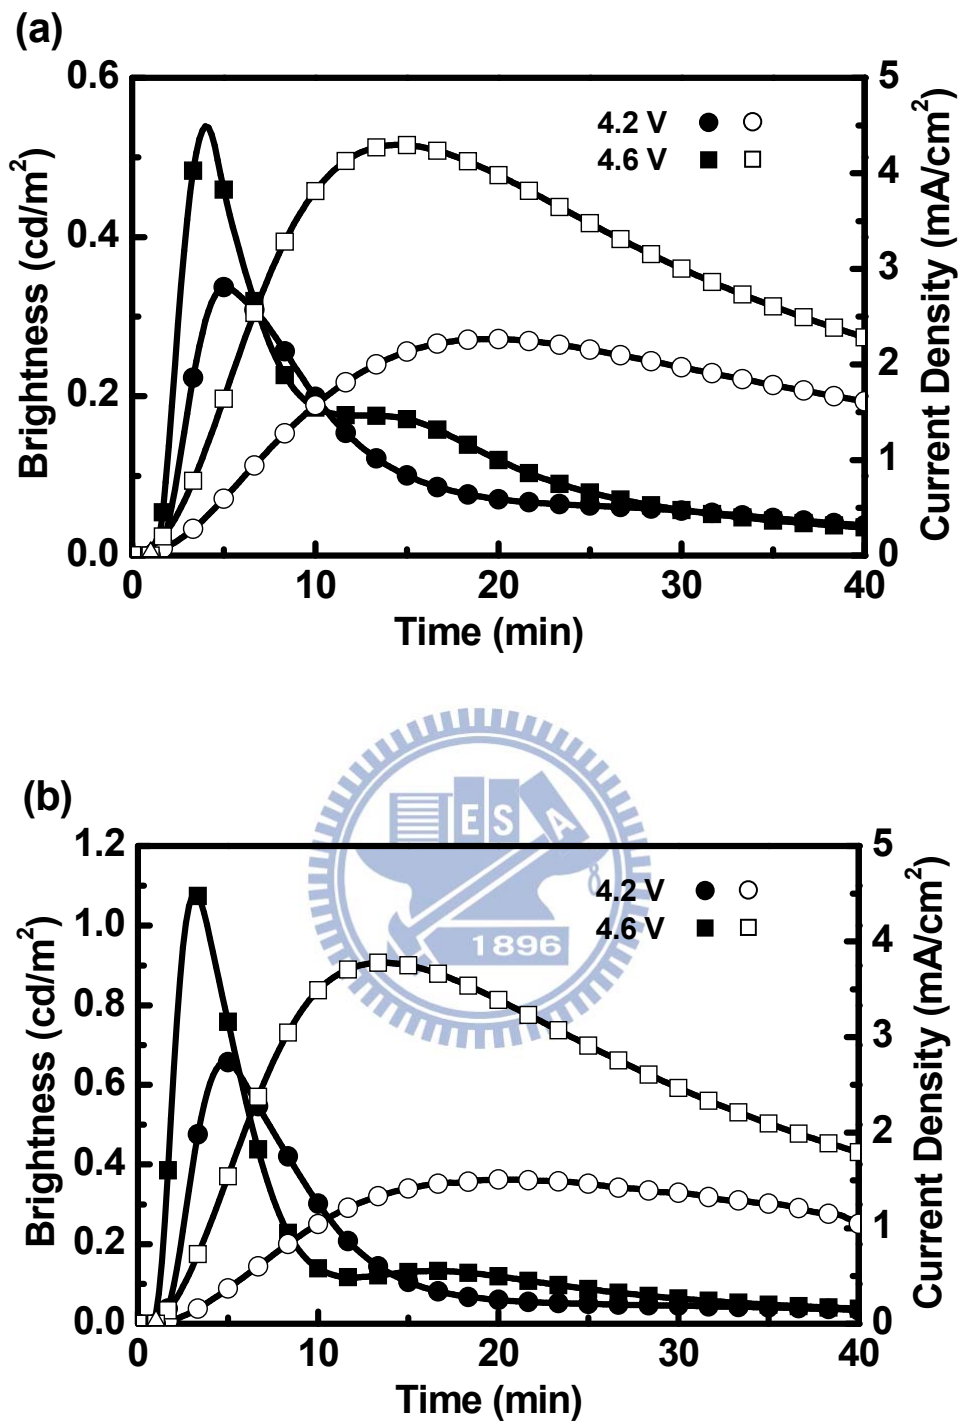 (a)
0.6
0.4
0.2
0.0
Brightness (cd/m²)
5
4
3
2
1
0
Current Density (mA/cm²)
4.2 V
4.6 V
0 10 20 30 40
Time (min)
(b)
1.2
1.0
0.8
0.6
0.4
0.2
0.0
Brightness (cd/m²)
5
4
3
2
1
0
Current Density (mA/cm²)
4.2 V
4.6 V
E S A
1896
0 10 20 30 40
Time (min)